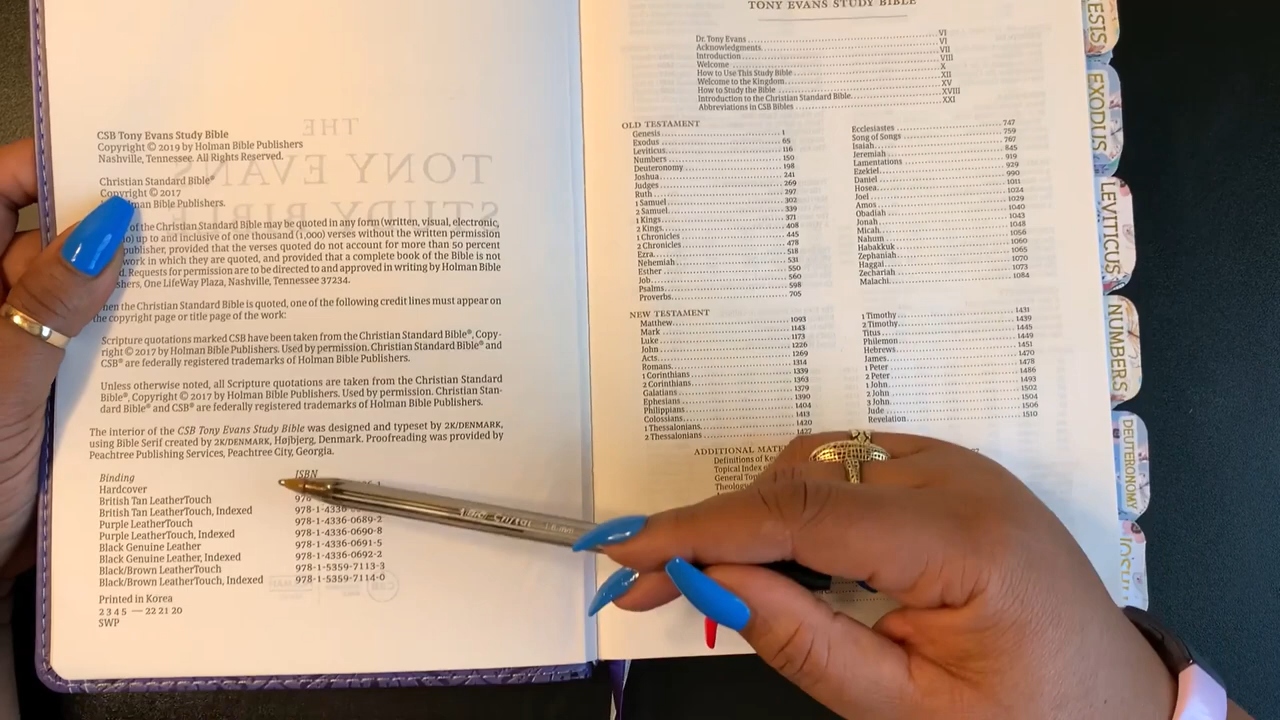 CSB Tony Evans Study Bible
Copyright © 2019 by Holman Bible Publishers
Nashville, Tennessee. All Rights Reserved.
Christian Standard Bible®
Copyright © 2017
man Bible Publishers.
of the Christian Standard Bible may be quoted in any form (written, visual, electronic,
up to and inclusive of one thousand (1,000) verses without the written permission
publisher, provided that the verses quoted do not account for more than 50 percent
work in which they are quoted, and provided that a complete book of the Bible is not
d. Requests for permission are to be directed to and approved in writing by Holman Bible
shers, One LifeWay Plaza, Nashville, Tennessee 37234.
en the Christian Standard Bible is quoted, one of the following credit lines must appear on
the copyright page or title page of the work:
Scripture quotations marked CSB have been taken from the Christian Standard Bible®, Copy-
right © 2017 by Holman Bible Publishers. Used by permission. Christian Standard Bible® and
CSB® are federally registered trademarks of Holman Bible Publishers.
Unless otherwise noted, all Scripture quotations are taken from the Christian Standard
Bible®, Copyright © 2017 by Holman Bible Publishers. Used by permission. Christian Stan-
dard Bible® and CSB® are federally registered trademarks of Holman Bible Publishers.
The interior of the CSB Tony Evans Study Bible was designed and typeset by 2K/DENMARK,
using Bible Serif created by 2K/DENMARK, Højbjerg, Denmark. Proofreading was provided by
Peachtree Publishing Services, Peachtree City, Georgia.
Binding ISBN
Hardcover
British Tan LeatherTouch 978
British Tan LeatherTouch, Indexed 978-1-4336
Purple LeatherTouch 978-1-4336-0689-2
Purple LeatherTouch, Indexed 978-1-4336-0690-8
Black Genuine Leather 978-1-4336-0691-5
Black Genuine Leather, Indexed 978-1-4336-0692-2
Black/Brown LeatherTouch 978-1-5359-7113-3
Black/Brown LeatherTouch, Indexed 978-1-5359-7114-0
Printed in Korea
2 3 4 5 — 22 21 20
SWP
TONY EVANS STUDY BIBLE
Dr. Tony Evans VI
Acknowledgments VI
Introduction VII
Welcome VIII
How to Use This Study Bible X
Welcome to the Kingdom XII
How to Study the Bible XV
Introduction to the Christian Standard Bible XVIII
Abbreviations in CSB Bibles XXI
OLD TESTAMENT
Genesis 1
Exodus 65
Leviticus 116
Numbers 150
Deuteronomy 198
Joshua 241
Judges 269
Ruth 297
1 Samuel 302
2 Samuel 339
1 Kings 371
2 Kings 408
1 Chronicles 445
2 Chronicles 478
Ezra 518
Nehemiah 531
Esther 550
Job 560
Psalms 598
Proverbs 705
Ecclesiastes 747
Song of Songs 759
Isaiah 767
Jeremiah 845
Lamentations 919
Ezekiel 929
Daniel 990
Hosea 1011
Joel 1024
Amos 1029
Obadiah 1040
Jonah 1043
Micah 1048
Nahum 1056
Habakkuk 1060
Zephaniah 1065
Haggai 1070
Zechariah 1073
Malachi 1084
NEW TESTAMENT
Matthew 1093
Mark 1143
Luke 1173
John 1226
Acts 1269
Romans 1314
1 Corinthians 1339
2 Corinthians 1363
Galatians 1379
Ephesians 1390
Philippians 1404
Colossians 1413
1 Thessalonians 1420
2 Thessalonians 1427
1 Timothy 1431
2 Timothy 1439
Titus 1445
Philemon 1449
Hebrews 1451
James 1470
1 Peter 1478
2 Peter 1486
1 John 1493
2 John 1502
3 John 1504
Jude 1506
Revelation 1510
ADDITIONAL MATE
Definitions of Ke
Topical Index o
General Top
Theolog
ESIS
EXODUS
LEVITICUS
NUMBERS
DEUTERONOMY
JOSHU